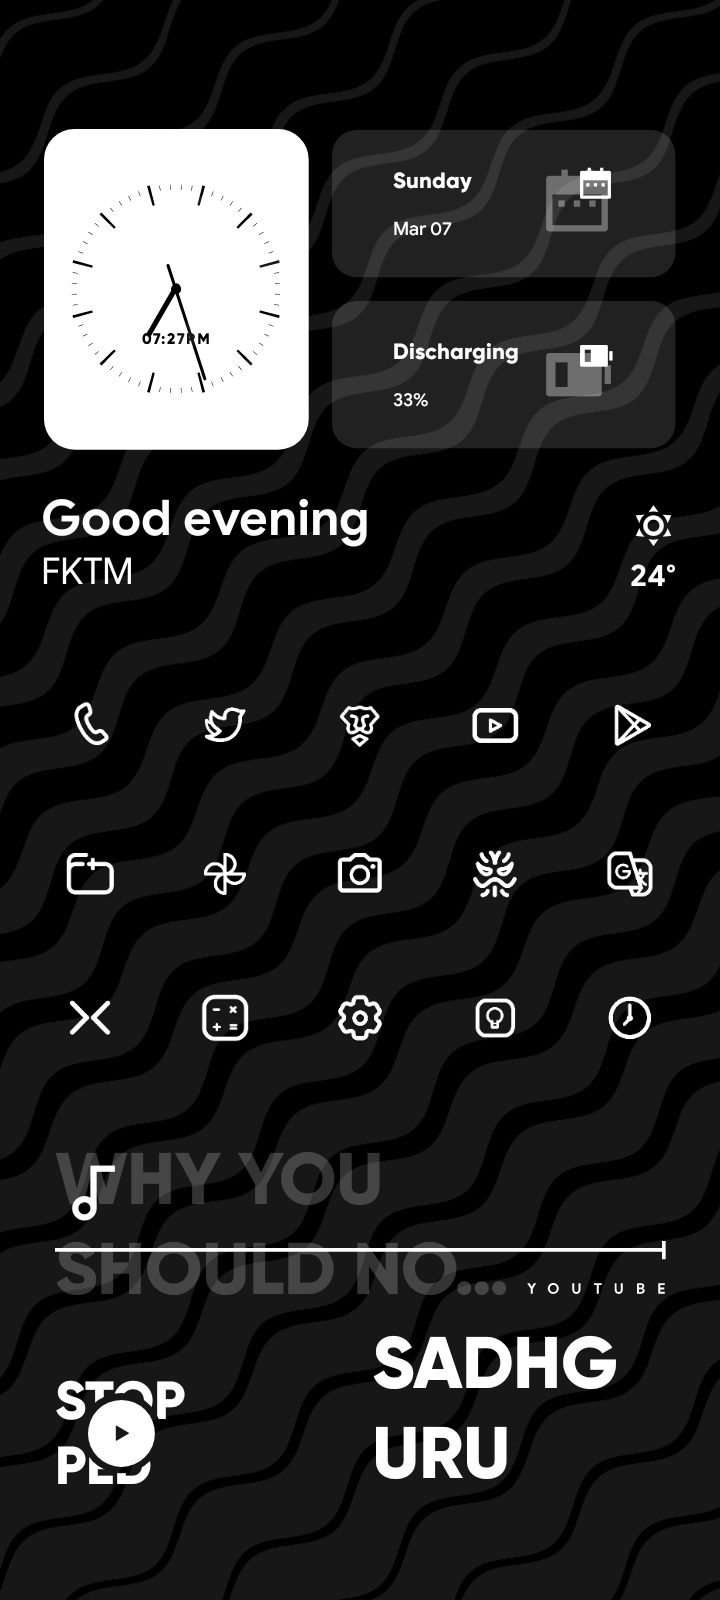 07:27PM
Sunday
Mar 07
Discharging
33%
Good evening
FKTM
24°
G
WHY YOU
SHOULD NO...
YOUTUBE
SADHG
URU
STOP
PED